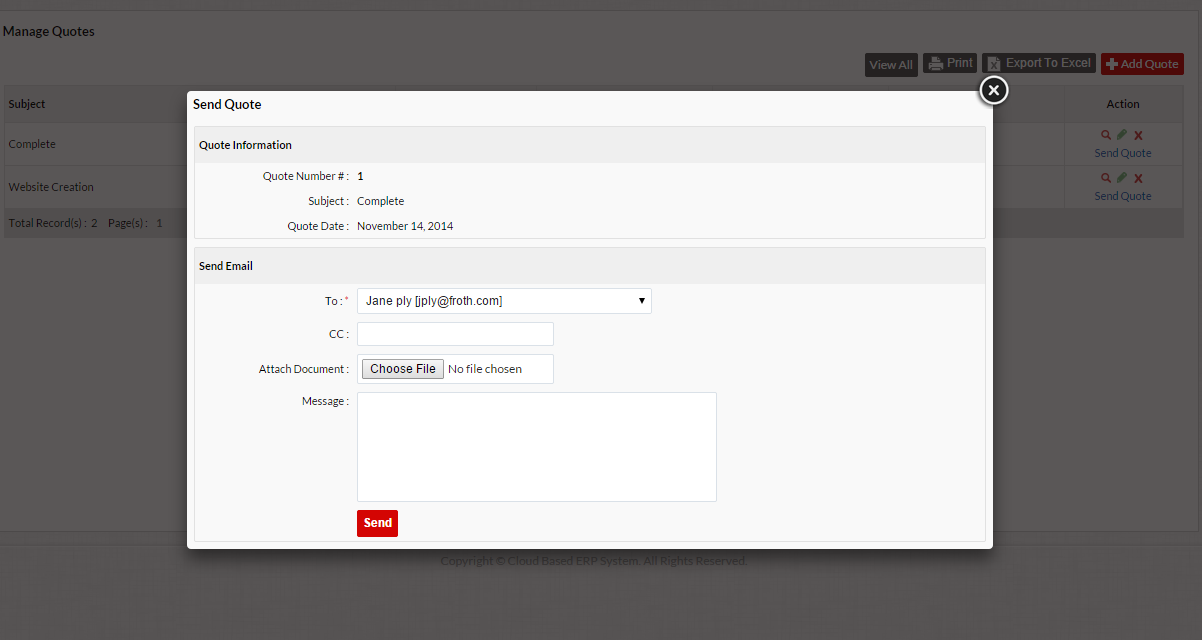 Manage Quotes
View All Print Export To Excel Add Quote
Subject Action
Complete
Send Quote
Website Creation
Send Quote
Total Record(s) : 2 Page(s) : 1
Send Quote
Quote Information
Quote Number # : 1
Subject : Complete
Quote Date : November 14, 2014
Send Email
To :* Jane ply [jply@froth.com]
CC :
Attach Document : Choose File No file chosen
Message :
Send
Copyright © Cloud Based ERP System. All Rights Reserved.